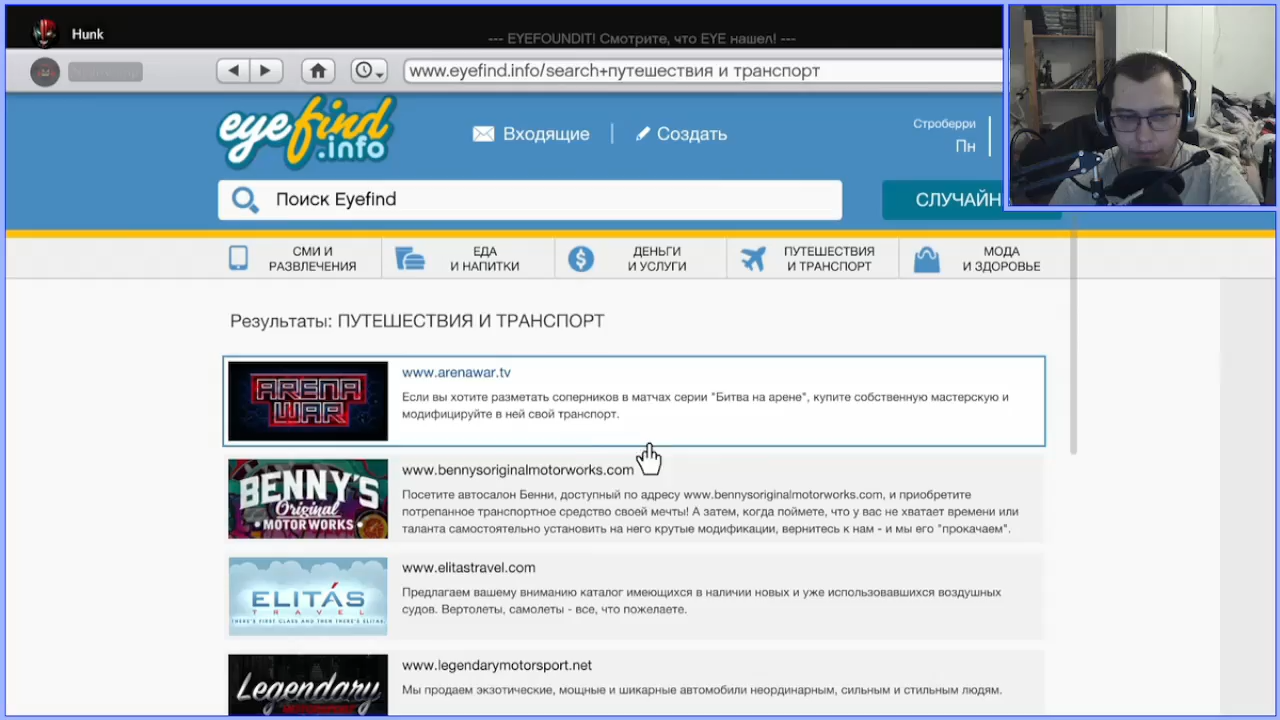 Hunk
--- EYEFOUNDIT! Смотрите, что EYE нашел! ---
www.eyefind.info/search+путешествия и транспорт
eyefind
.info
Входящие
Создать
Строберри
Пн
Поиск Eyefind
СЛУЧАЙН
СМИ И
РАЗВЛЕЧЕНИЯ
ЕДА
И НАПИТКИ
ДЕНЬГИ
И УСЛУГИ
ПУТЕШЕСТВИЯ
И ТРАНСПОРТ
МОДА
И ЗДОРОВЬЕ
Результаты: ПУТЕШЕСТВИЯ И ТРАНСПОРТ
ARENA
WAR
www.arenawar.tv
Если вы хотите разметать соперников в матчах серии "Битва на арене", купите собственную мастерскую и
модифицируйте в ней свой транспорт.
BENNY'S
Original
MOTOR WORKS
www.bennysoriginalmotorworks.com
Посетите автосалон Бенни, доступный по адресу www.bennysoriginalmotorworks.com, и приобретите
потрепанное транспортное средство своей мечты! А затем, когда поймете, что у вас не хватает времени или
таланта самостоятельно установить на него крутые модификации, вернитесь к нам - и мы его "прокачаем".
ELITÁS
TRAVEL
THERE'S FIRST CLASS AND THEN THERE'S ELITAS
www.elitastravel.com
Предлагаем вашему вниманию каталог имеющихся в наличии новых и уже использовавшихся воздушных
судов. Вертолеты, самолеты - все, что пожелаете.
Legendary
www.legendarymotorsport.net
Мы продаем экзотические, мощные и шикарные автомобили неординарным, сильным и стильным людям.